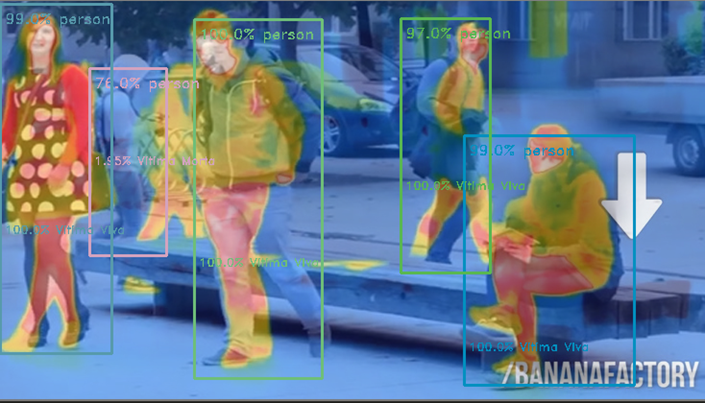 99.0% person
100.0% person
97.0% person
76.0% person
99.0% person
1.95% Vitima Morta
100.0% Vitima Viva
100.0% Vitima Viva
100.0% Vitima Viva
100.0% Vitima Viva
/BANANAFACTORY